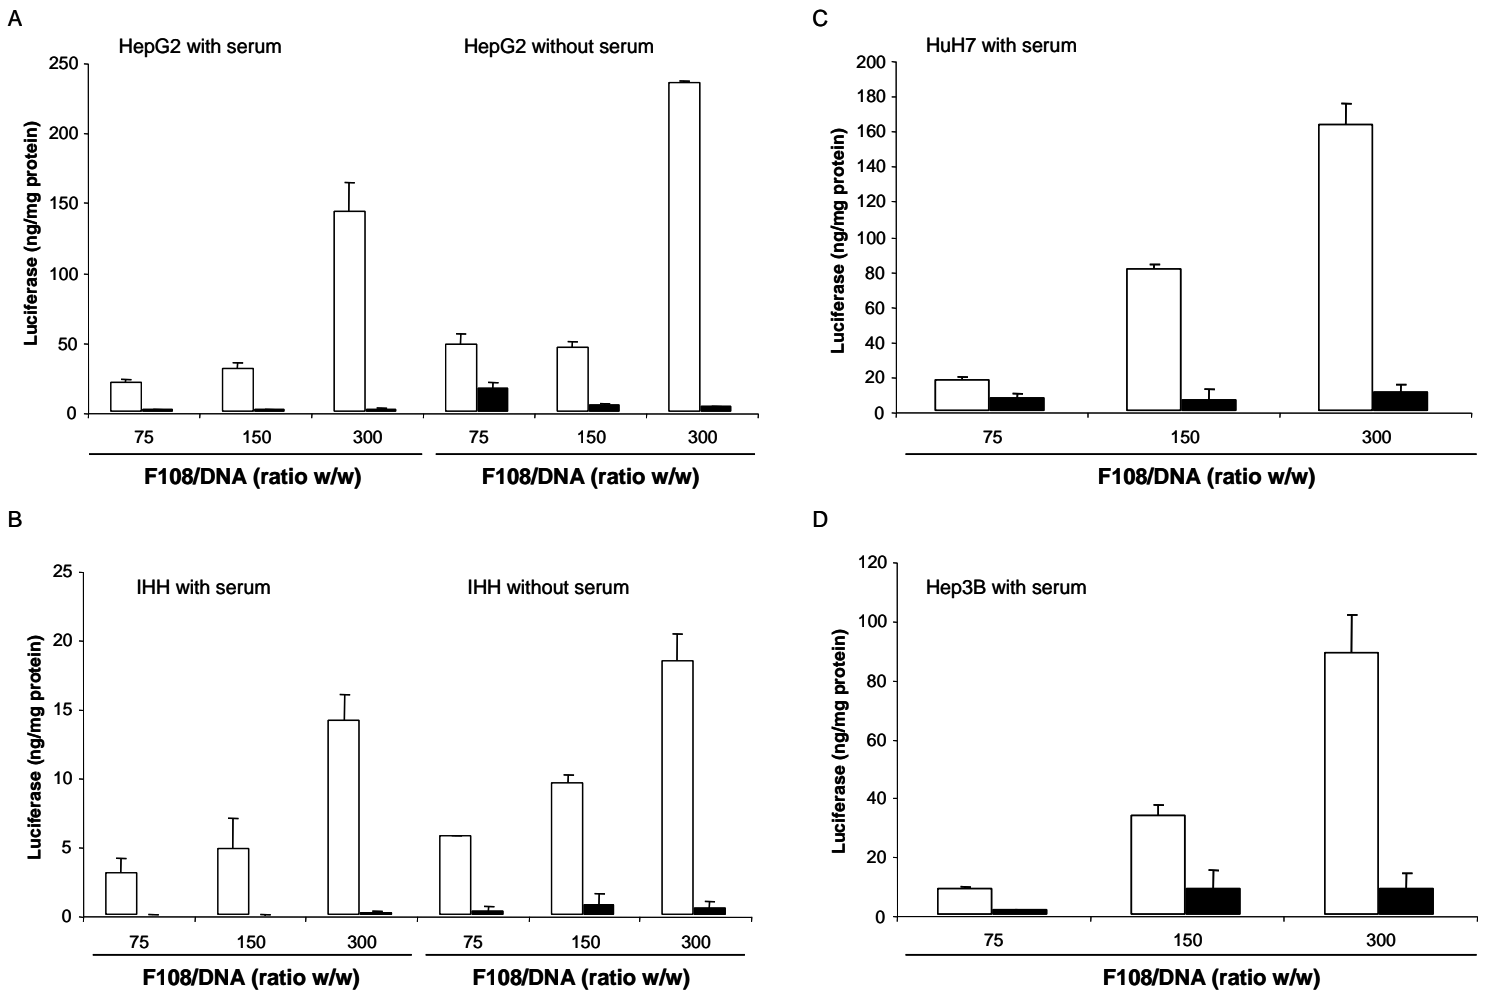 A
HepG2 with serum
HepG2 without serum
Luciferase (ng/mg protein)
250
200
150
100
50
0
75
150
300
75
150
300
F108/DNA (ratio w/w)
F108/DNA (ratio w/w)
C
HuH7 with serum
Luciferase (ng/mg protein)
200
180
160
140
120
100
80
60
40
20
0
75
150
300
F108/DNA (ratio w/w)
B
IHH with serum
IHH without serum
Luciferase (ng/mg protein)
25
20
15
10
5
0
75
150
300
75
150
300
F108/DNA (ratio w/w)
F108/DNA (ratio w/w)
D
Hep3B with serum
Luciferase (ng/mg protein)
120
100
80
60
40
20
0
75
150
300
F108/DNA (ratio w/w)